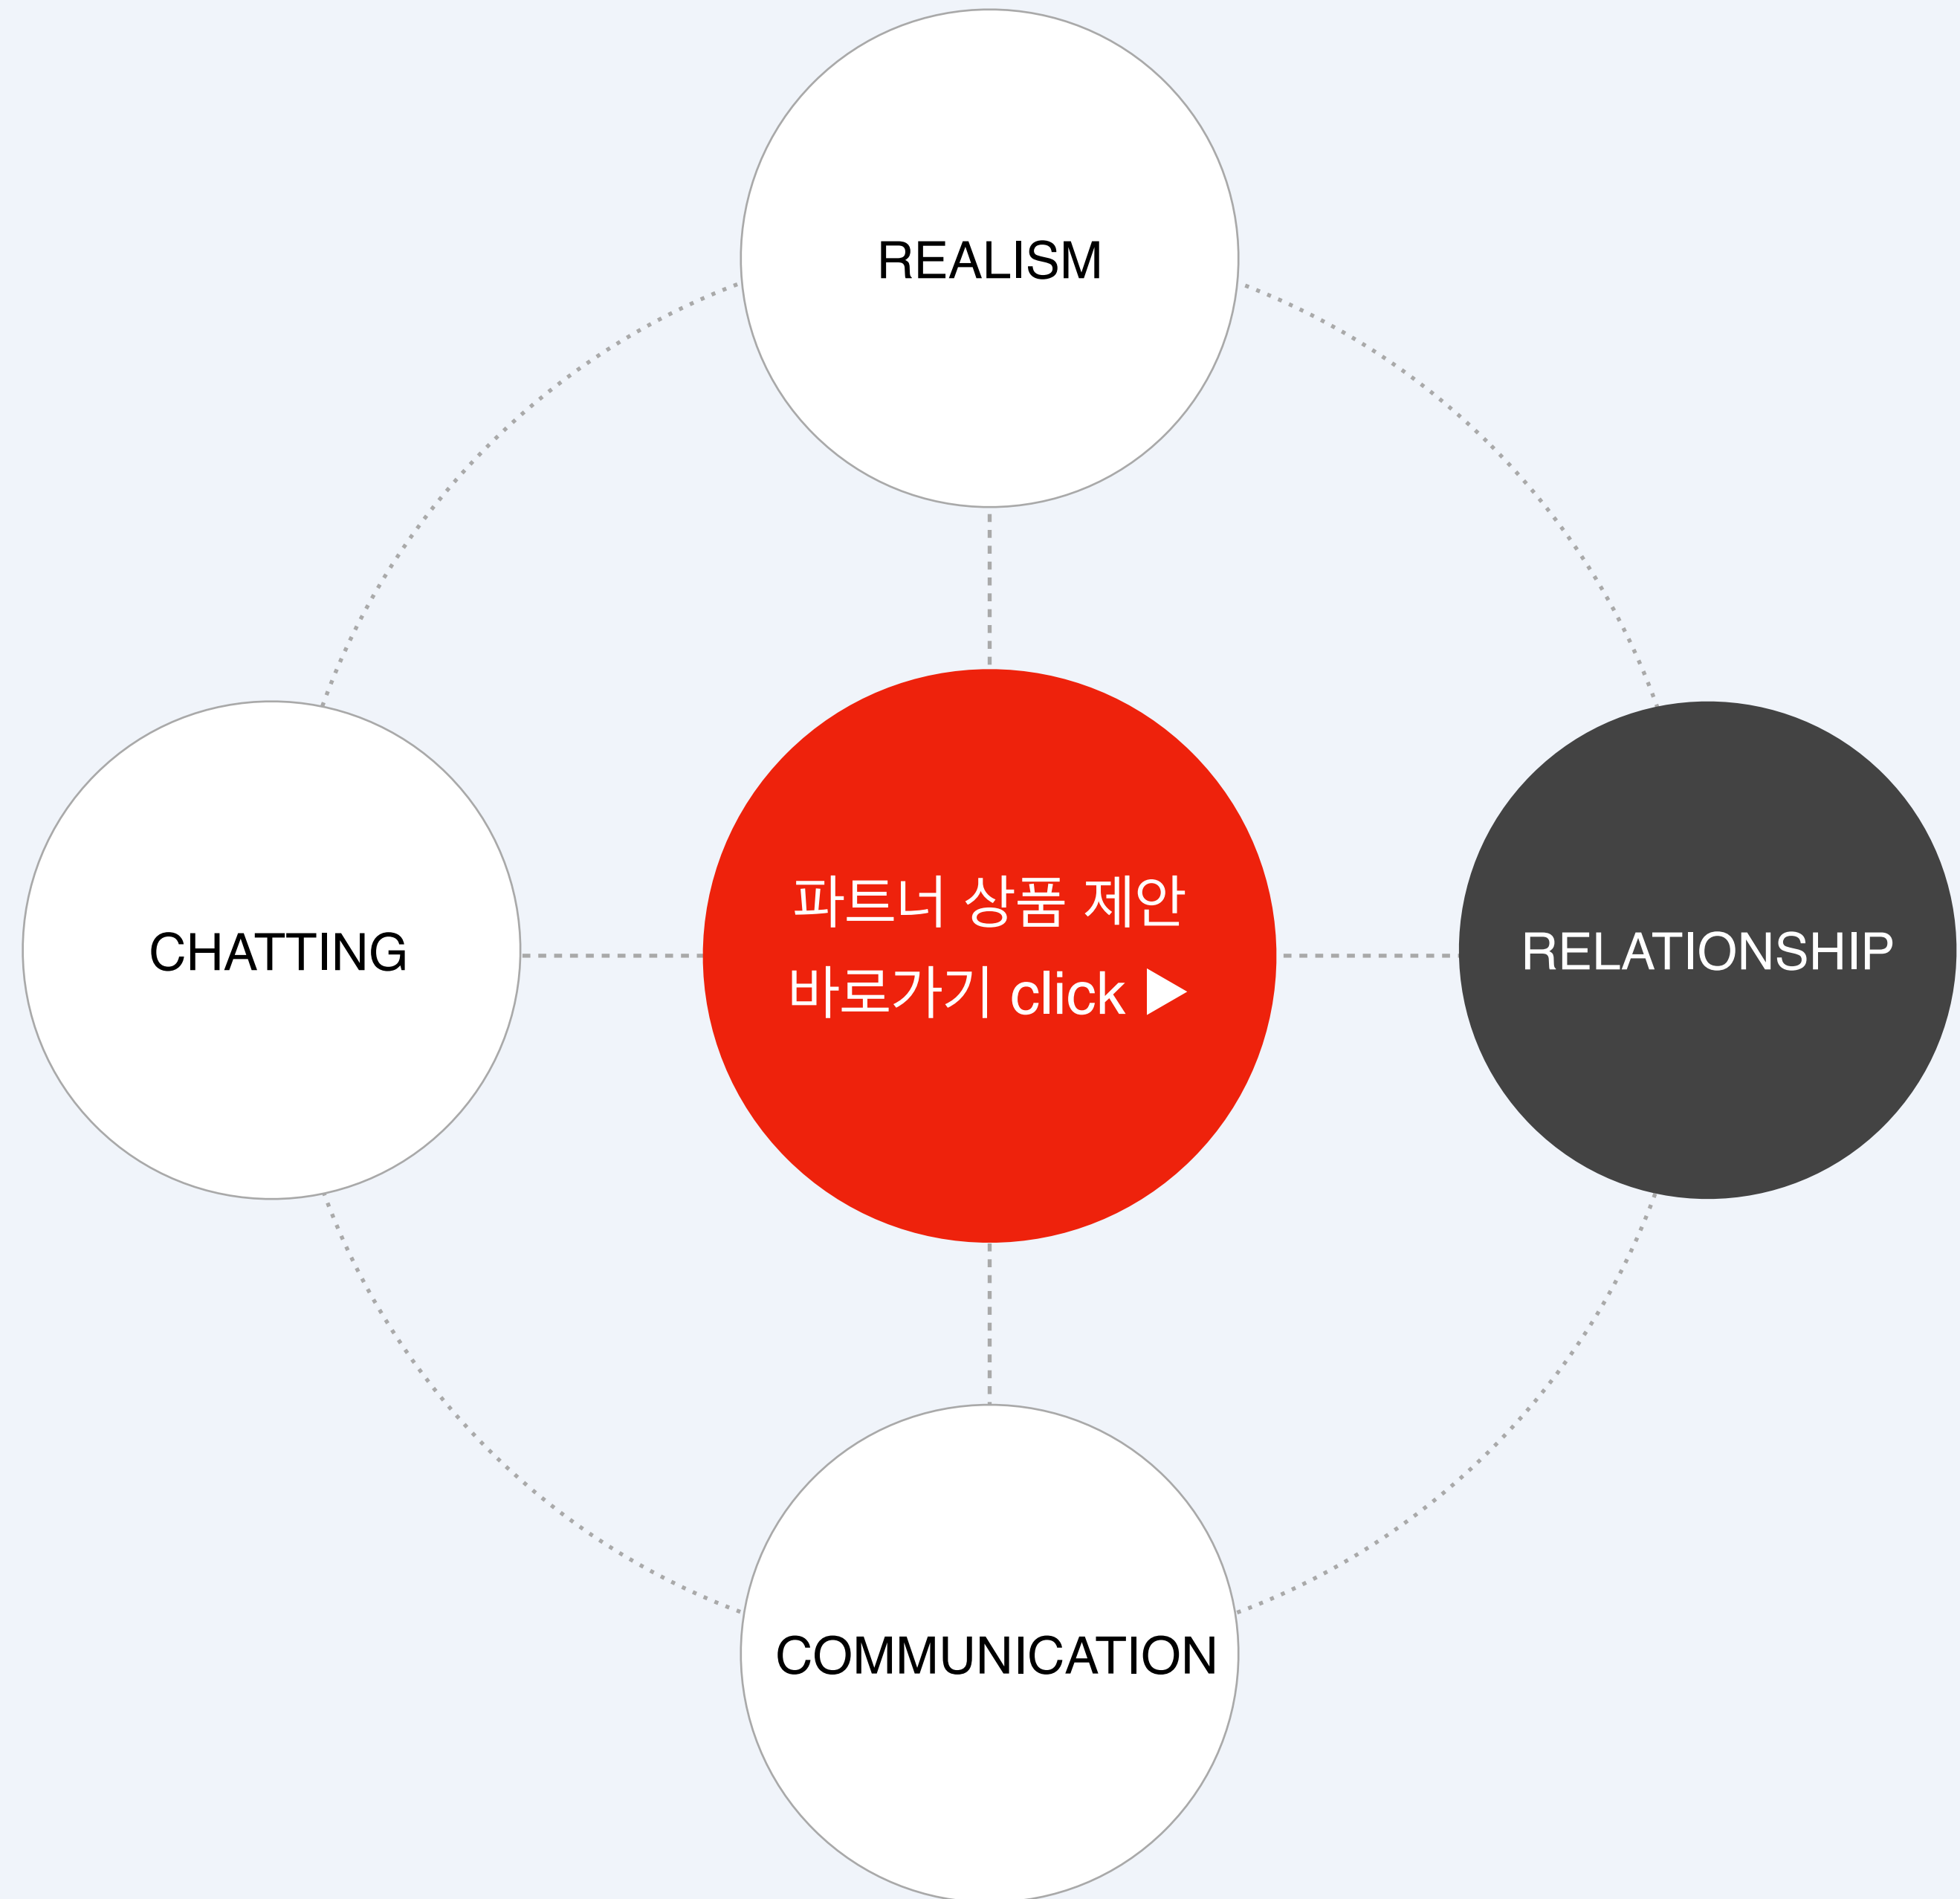 REALISM
CHATTING
파트너 상품 제안
바로가기 click ▶
RELATIONSHIP
COMMUNICATION